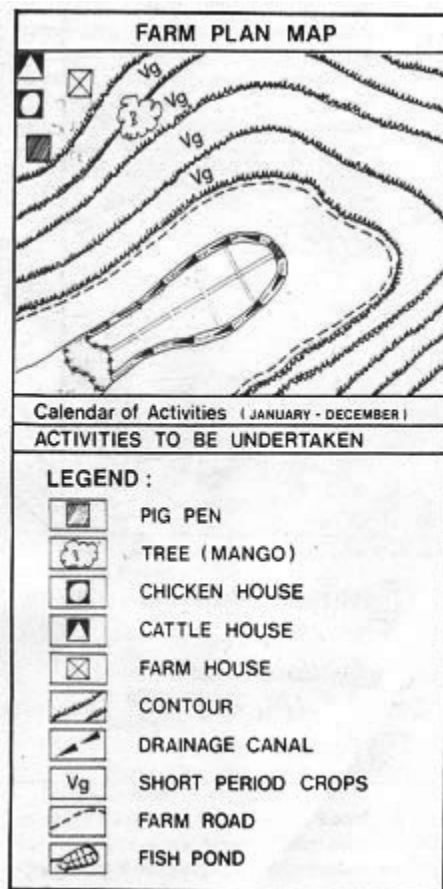 FARM PLAN MAP
Vg
Vg
Vg
Vg
Calendar of Activities (JANUARY - DECEMBER)
ACTIVITIES TO BE UNDERTAKEN
LEGEND :
PIG PEN
TREE (MANGO)
CHICKEN HOUSE
CATTLE HOUSE
FARM HOUSE
CONTOUR
DRAINAGE CANAL
Vg SHORT PERIOD CROPS
FARM ROAD
FISH POND